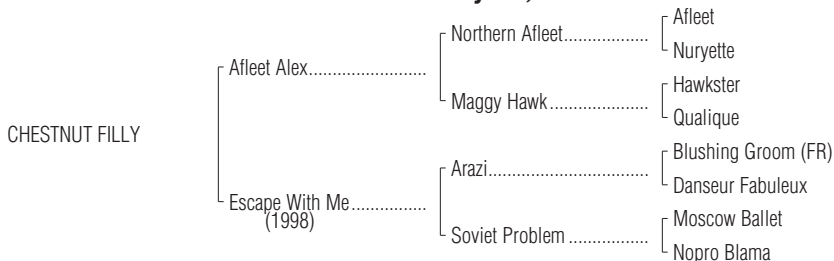 Afleet
Northern Afleet..................
Nuryette
Afleet Alex.........................
Hawkster
Maggy Hawk.....................
Qualique
CHESTNUT FILLY
Blushing Groom (FR)
Arazi..................................
Danseur Fabuleux
Escape With Me................
(1998)
Moscow Ballet
Soviet Problem.................
Nopro Blama